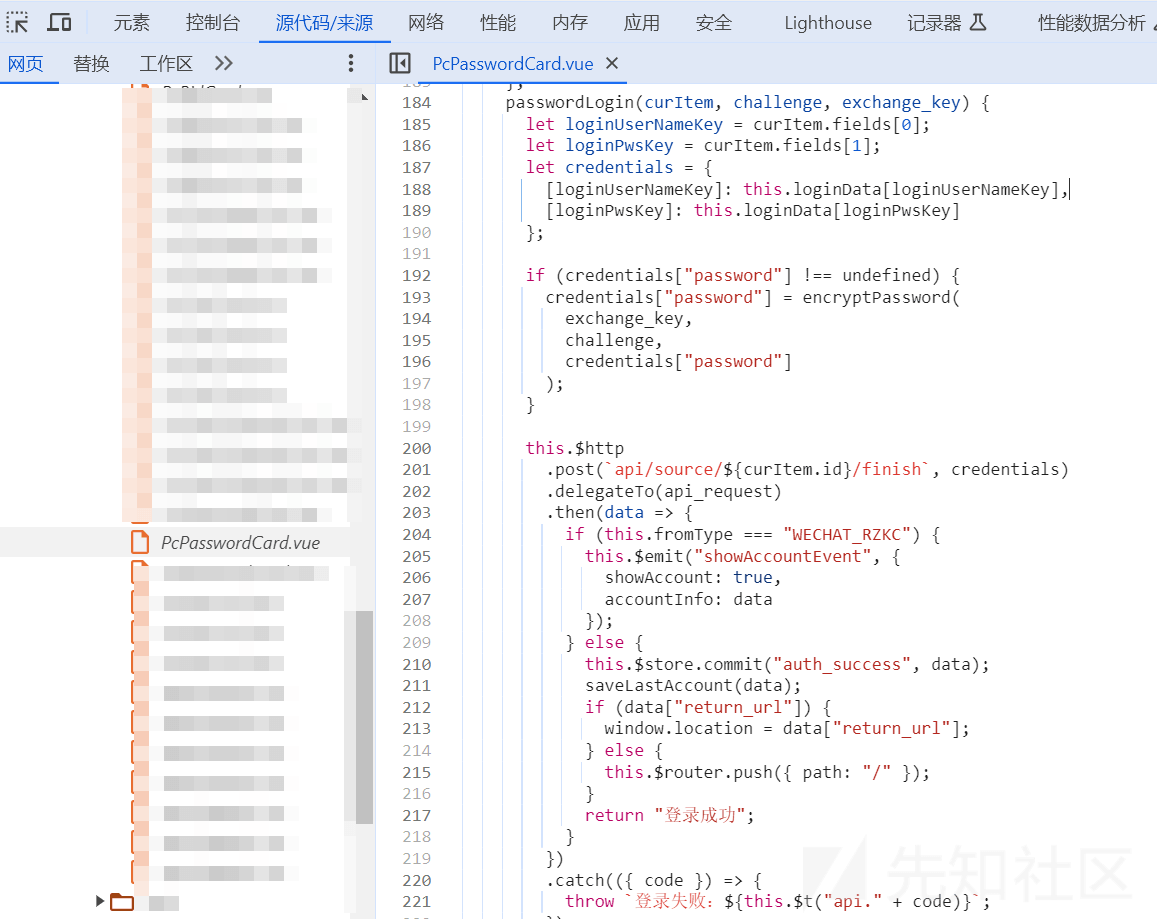 元素 控制台 源代码/来源 网络 性能 内存 应用 安全 Lighthouse 记录器 性能数据分析
网页 替换 工作区 PcPasswordCard.vue
PcPasswordCard.vue
184 passwordLogin(curItem, challenge, exchange_key) {
185 let loginUserNameKey = curItem.fields[0];
186 let loginPwsKey = curItem.fields[1];
187 let credentials = {
188 [loginUserNameKey]: this.loginData[loginUserNameKey],
189 [loginPwsKey]: this.loginData[loginPwsKey]
190 };
191
192 if (credentials["password"] !== undefined) {
193 credentials["password"] = encryptPassword(
194 exchange_key,
195 challenge,
196 credentials["password"]
197 );
198 }
199
200 this.$http
201 .post(`api/source/${curItem.id}/finish`, credentials)
202 .delegateTo(api_request)
203 .then(data => {
204 if (this.fromType === "WECHAT_RZKC") {
205 this.$emit("showAccountEvent", {
206 showAccount: true,
207 accountInfo: data
208 });
209 } else {
210 this.$store.commit("auth_success", data);
211 saveLastAccount(data);
212 if (data["return_url"]) {
213 window.location = data["return_url"];
214 } else {
215 this.$router.push({ path: "/" });
216 }
217 return "登录成功";
218 }
219 })
220 .catch(({ code }) => {
221 throw `登录失败: ${this.$t("api." + code)}`;
先知社区